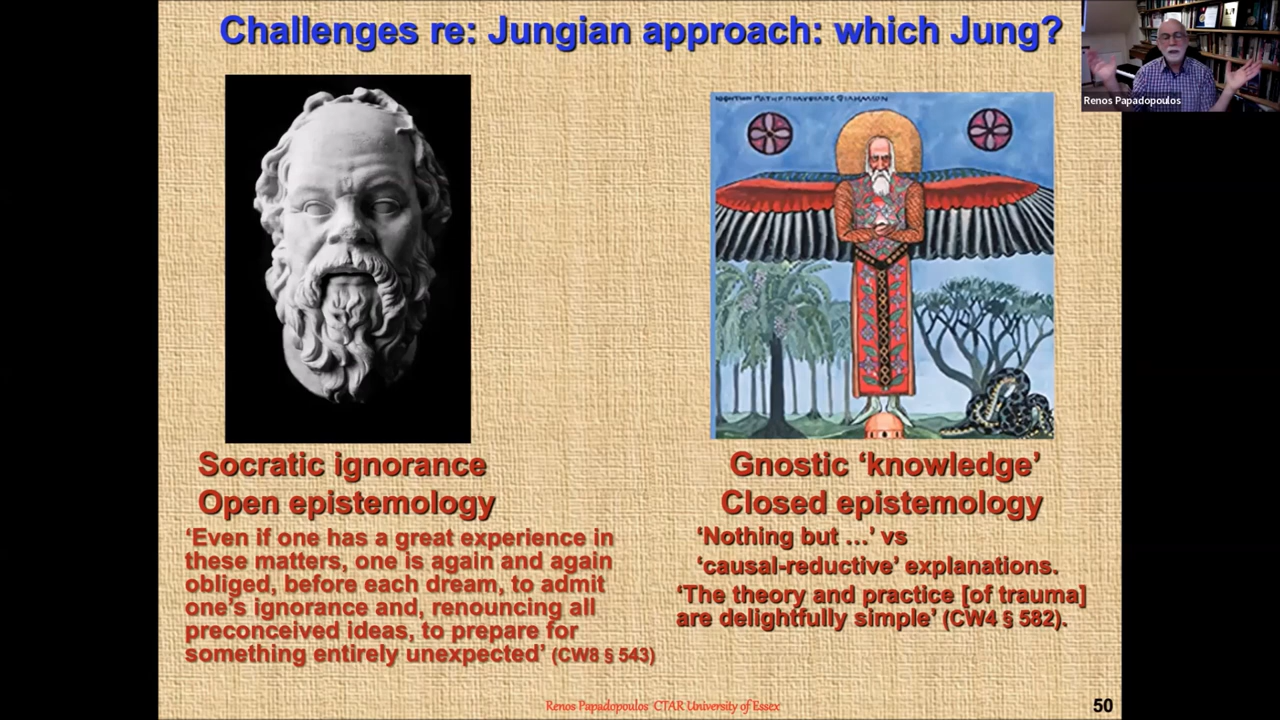 Challenges re: Jungian approach: which Jung?
Renos Papadopoulos
Socratic ignorance
Open epistemology
‘Even if one has a great experience in
these matters, one is again and again
obliged, before each dream, to admit
one’s ignorance and, renouncing all
preconceived ideas, to prepare for
something entirely unexpected’ (CW8 § 543)
Gnostic ‘knowledge’
Closed epistemology
‘Nothing but …’ vs
‘causal-reductive’ explanations.
‘The theory and practice [of trauma]
are delightfully simple’ (CW4 § 582).
Renos Papadopoulos CTAR University of Essex
50